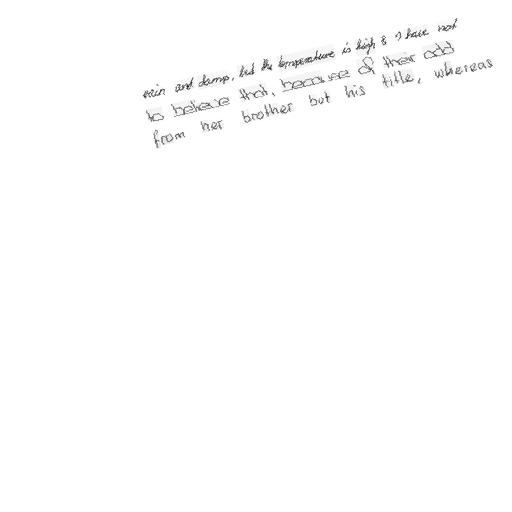 rain and damp, but the temperature is high & I have not
to believe that, because of their odd
from her brother but his title, whereas